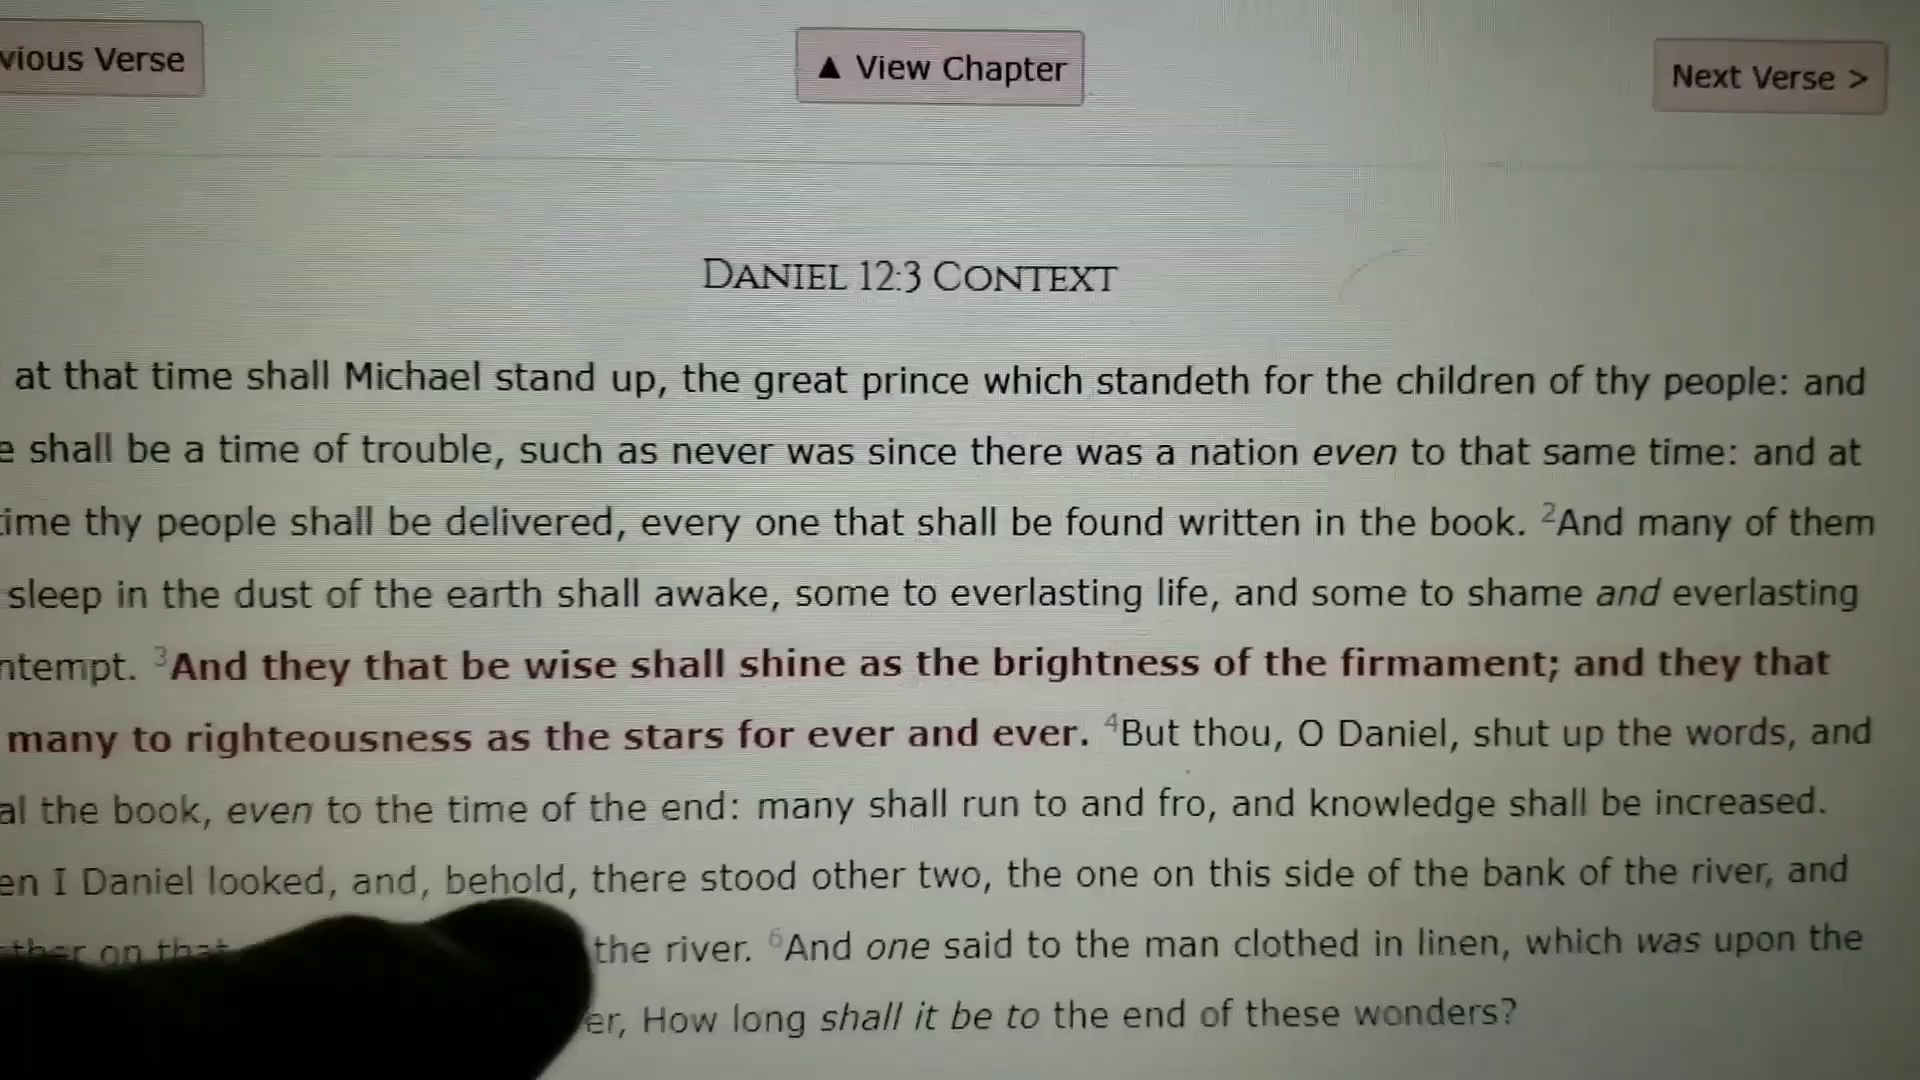 vious Verse
▲ View Chapter
Next Verse >
DANIEL 12:3 CONTEXT
at that time shall Michael stand up, the great prince which standeth for the children of thy people: and
e shall be a time of trouble, such as never was since there was a nation even to that same time: and at
ime thy people shall be delivered, every one that shall be found written in the book. ²And many of them
sleep in the dust of the earth shall awake, some to everlasting life, and some to shame and everlasting
ntempt. ³And they that be wise shall shine as the brightness of the firmament; and they that
many to righteousness as the stars for ever and ever. ⁴But thou, O Daniel, shut up the words, and
al the book, even to the time of the end: many shall run to and fro, and knowledge shall be increased.
en I Daniel looked, and, behold, there stood other two, the one on this side of the bank of the river, and
ther on that the river. ⁶And one said to the man clothed in linen, which was upon the
er, How long shall it be to the end of these wonders?